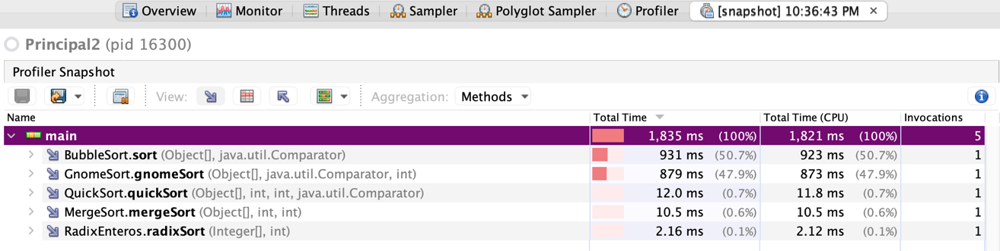 Overview Monitor Threads Sampler Polyglot Sampler Profiler [snapshot] 10:36:43 PM ×
Principal2 (pid 16300)
Profiler Snapshot
View: Aggregation: Methods
Name Total Time Total Time (CPU) Invocations
main 1,835 ms (100%) 1,821 ms (100%) 5
BubbleSort.sort (Object[], java.util.Comparator) 931 ms (50.7%) 923 ms (50.7%) 1
GnomeSort.gnomeSort (Object[], java.util.Comparator, int) 879 ms (47.9%) 873 ms (47.9%) 1
QuickSort.quickSort (Object[], int, int, java.util.Comparator) 12.0 ms (0.7%) 11.8 ms (0.7%) 1
MergeSort.mergeSort (Object[], int, int) 10.5 ms (0.6%) 10.5 ms (0.6%) 1
RadixEnteros.radixSort (Integer[], int) 2.16 ms (0.1%) 2.12 ms (0.1%) 1